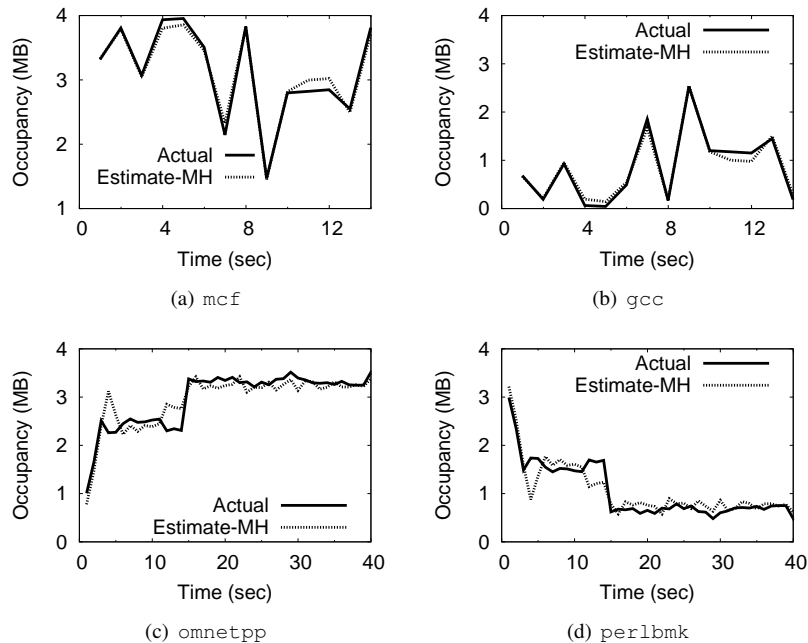 4
3
2
1
Occupancy (MB)
Actual
Estimate-MH
0 4 8 12
Time (sec)
(a) mcf
4
3
2
1
0
Occupancy (MB)
Actual
Estimate-MH
0 4 8 12
Time (sec)
(b) gcc
4
3
2
1
0
Occupancy (MB)
Actual
Estimate-MH
0 10 20 30 40
Time (sec)
(c) omnetpp
4
3
2
1
0
Occupancy (MB)
Actual
Estimate-MH
0 10 20 30 40
Time (sec)
(d) perlbmk